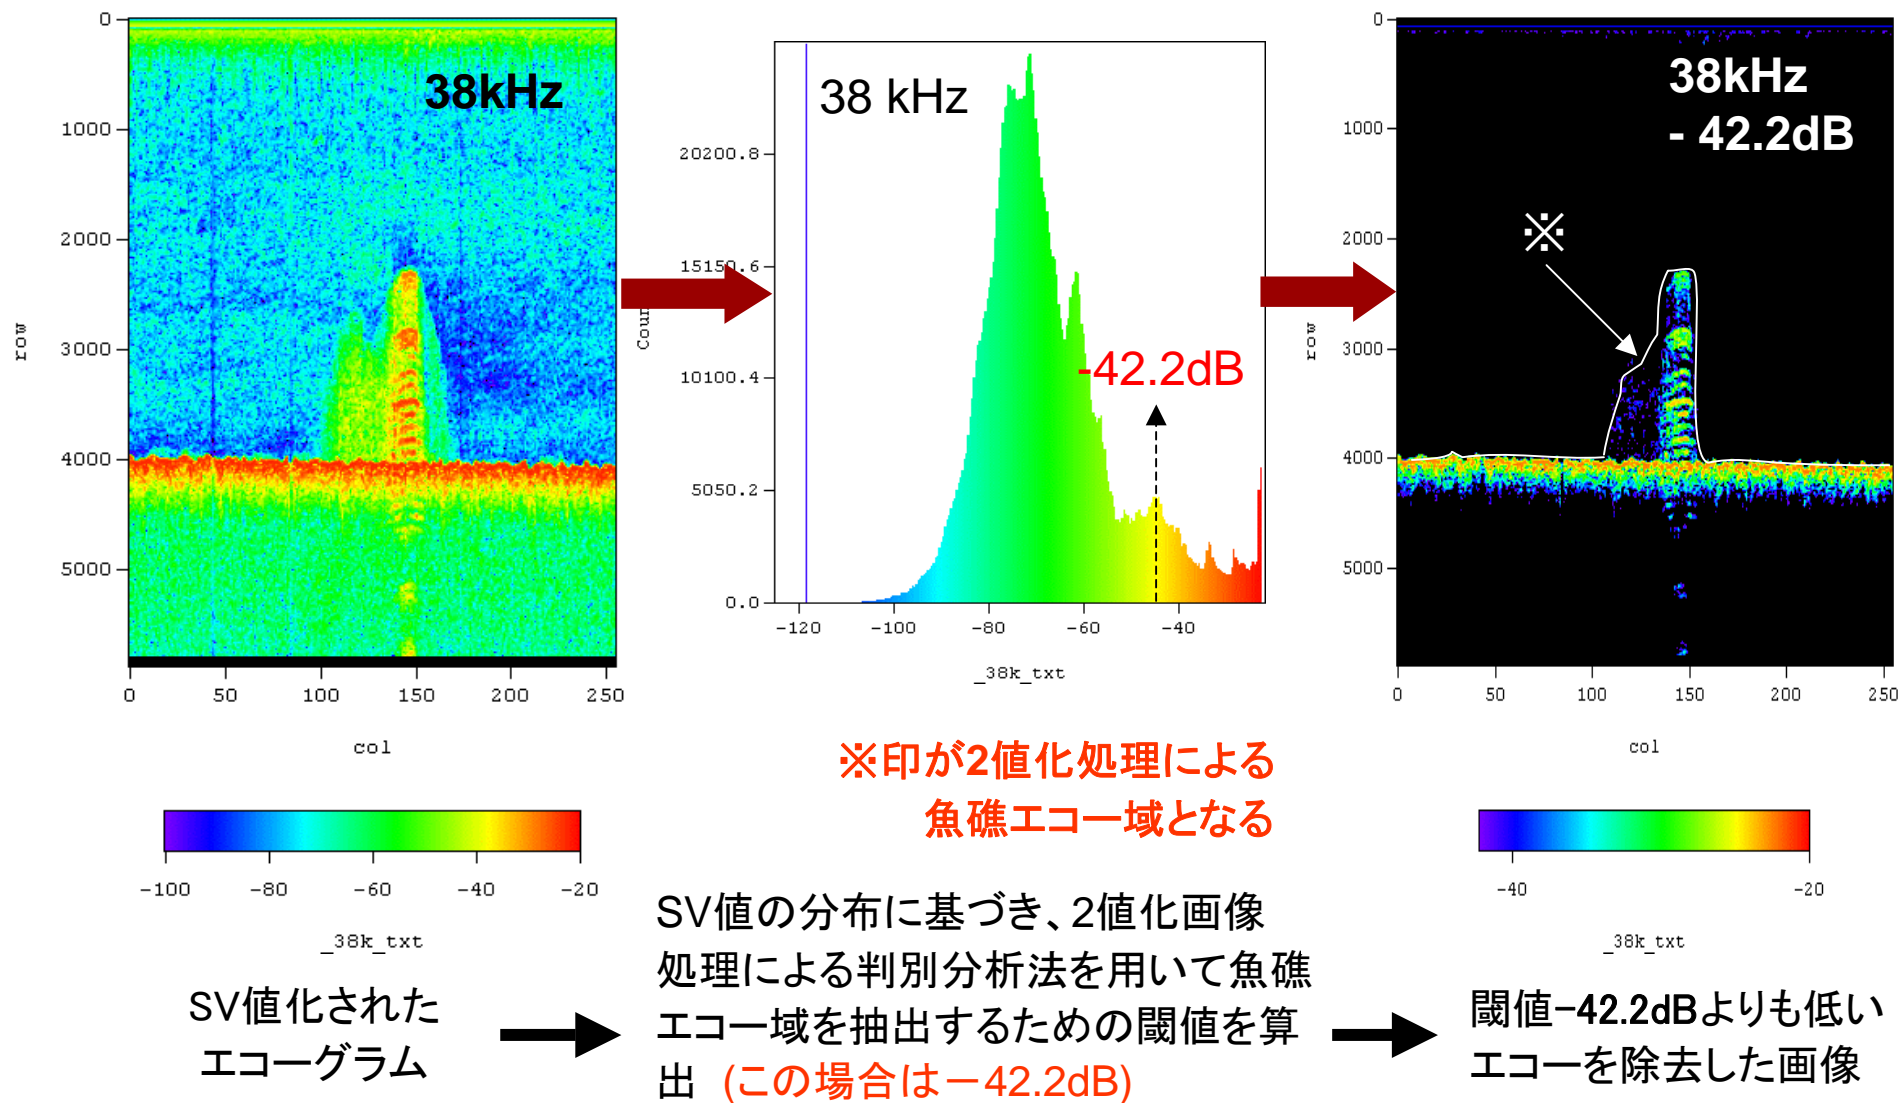 0
1000
2000
3000
4000
5000
row
38kHz
0
50
100
150
200
250
col
-100
-80
-60
-40
-20
_38k_txt
SV値化された
エコーグラム
38 kHz
20200.8
15150.6
10100.4
5050.2
0.0
-42.2dB
-120
-100
-80
-60
-40
_38k_txt
※印が2値化処理による
魚礁エコー域となる
SV値の分布に基づき、2値化画像
処理による判別分析法を用いて魚礁
エコー域を抽出するための閾値を算
出 (この場合は－42.2dB)
0
1000
2000
3000
4000
5000
row
38kHz
- 42.2dB
※
0
50
100
150
200
250
col
-40
-20
_38k_txt
閾値-42.2dBよりも低い
エコーを除去した画像